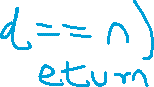 d == n)
eturn